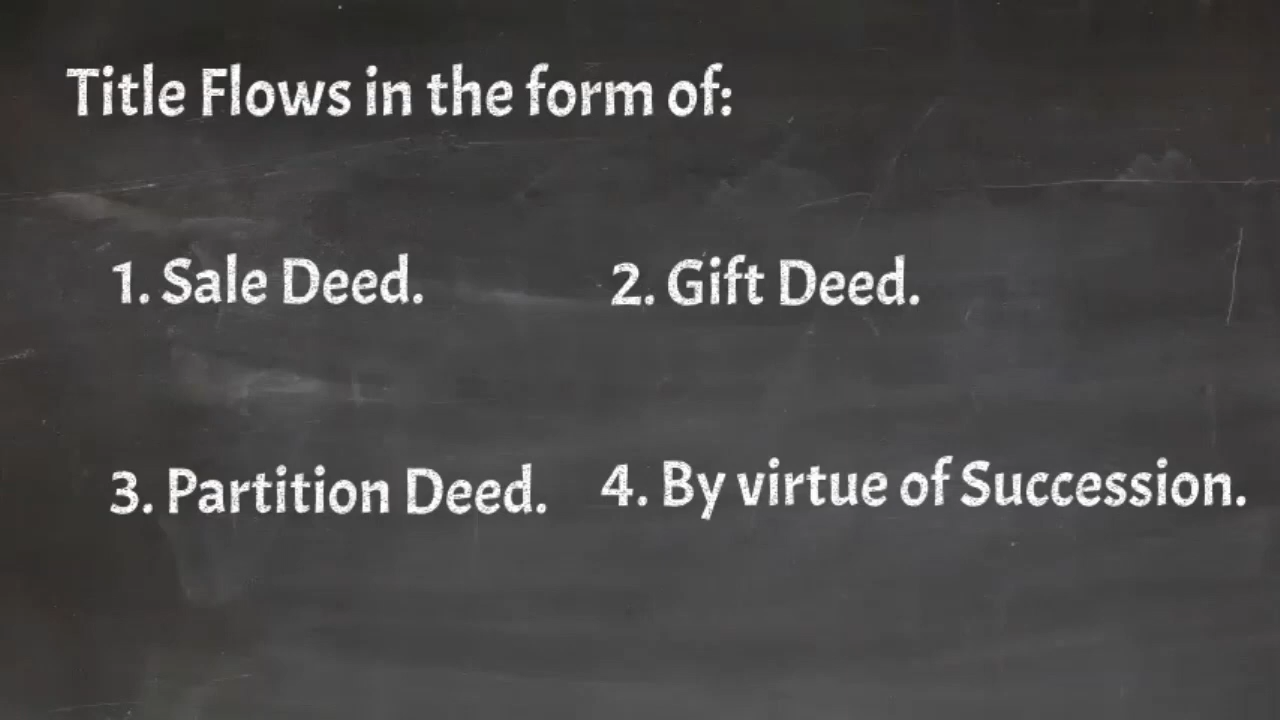 Title Flows in the form of:
1. Sale Deed. 2. Gift Deed.
3. Partition Deed. 4. By virtue of Succession.